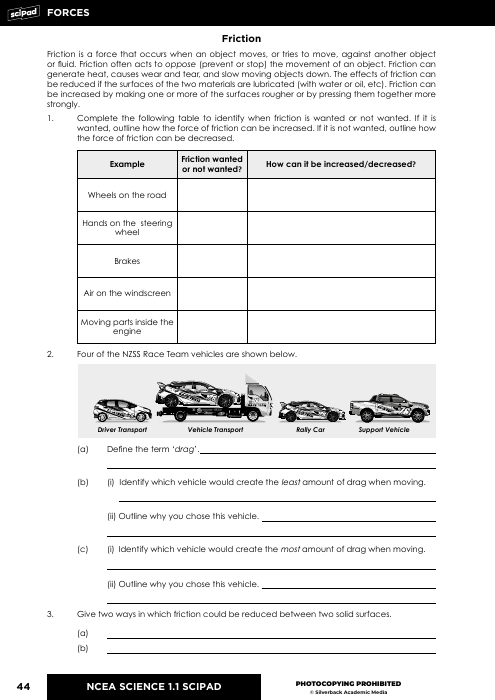 scipad FORCES
Friction
Friction is a force that occurs when an object moves, or tries to move, against another object
or fluid. Friction often acts to oppose (prevent or stop) the movement of an object. Friction can
generate heat, causes wear and tear, and slow moving objects down. The effects of friction can
be reduced if the surfaces of the two materials are lubricated (with water or oil, etc). Friction can
be increased by making one or more of the surfaces rougher or by pressing them together more
strongly.
1. Complete the following table to identify when friction is wanted or not wanted. If it is
wanted, outline how the force of friction can be increased. If it is not wanted, outline how
the force of friction can be decreased.
Example
Friction wanted
or not wanted?
How can it be increased/decreased?
Wheels on the road
Hands on the steering
wheel
Brakes
Air on the windscreen
Moving parts inside the
engine
2. Four of the NZSS Race Team vehicles are shown below.
Driver Transport Vehicle Transport Rally Car Support Vehicle
(a) Define the term 'drag'.
(b) (i) Identify which vehicle would create the least amount of drag when moving.
(ii) Outline why you chose this vehicle.
(c) (i) Identify which vehicle would create the most amount of drag when moving.
(ii) Outline why you chose this vehicle.
3. Give two ways in which friction could be reduced between two solid surfaces.
(a)
(b)
44 NCEA SCIENCE 1.1 SCIPAD
PHOTOCOPYING PROHIBITED
© Silverback Academic Media